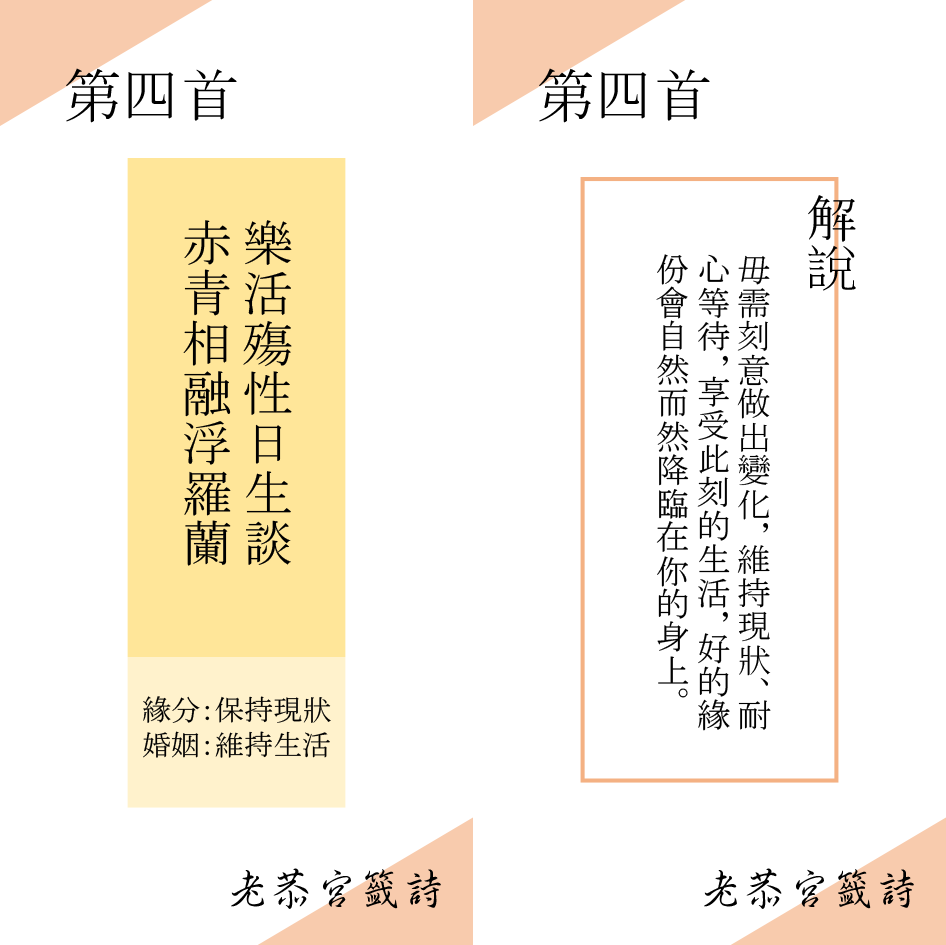 第四首
樂活殤性日生談
赤青相融浮羅蘭
緣分:保持現狀
婚姻:維持生活
老恭宮籤詩
第四首
解說
毋需刻意做出變化，維持現狀、耐
心等待，享受此刻的生活，好的緣
份會自然而然降臨在你的身上。
老恭宮籤詩